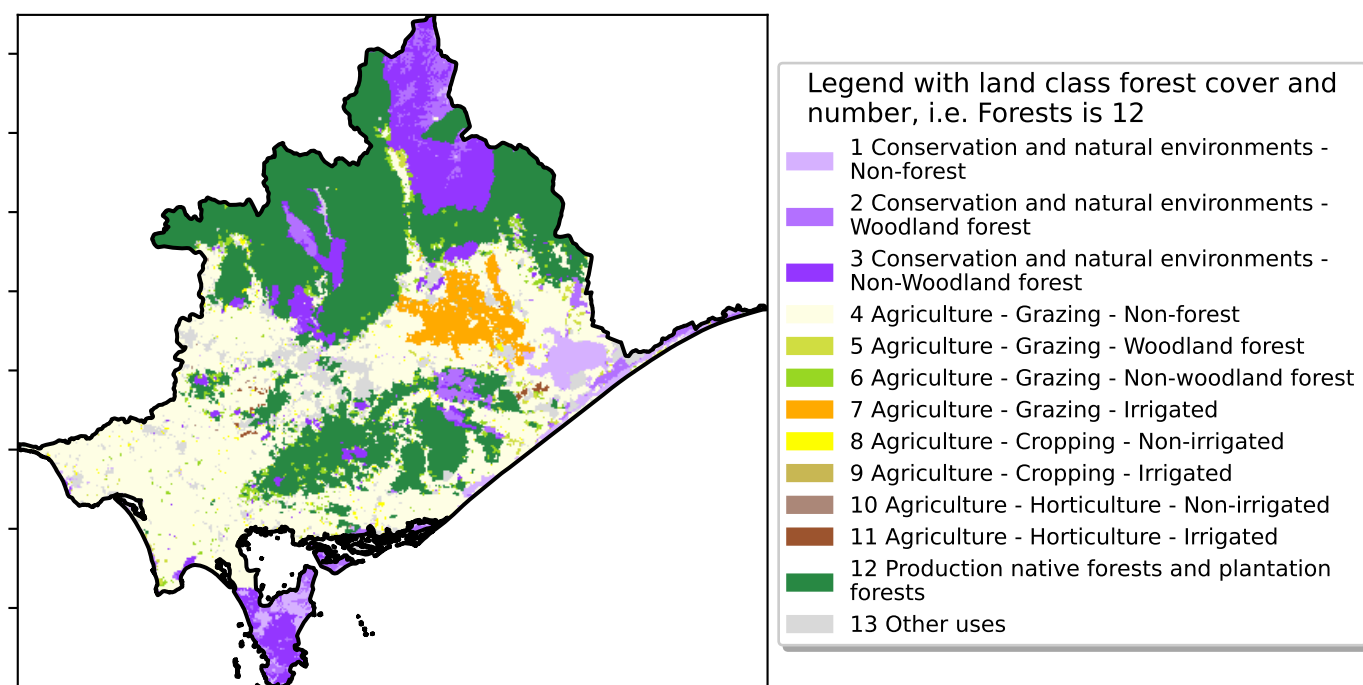 Legend with land class forest cover and
number, i.e. Forests is 12
1 Conservation and natural environments -
Non-forest
2 Conservation and natural environments -
Woodland forest
3 Conservation and natural environments -
Non-Woodland forest
4 Agriculture - Grazing - Non-forest
5 Agriculture - Grazing - Woodland forest
6 Agriculture - Grazing - Non-woodland forest
7 Agriculture - Grazing - Irrigated
8 Agriculture - Cropping - Non-irrigated
9 Agriculture - Cropping - Irrigated
10 Agriculture - Horticulture - Non-irrigated
11 Agriculture - Horticulture - Irrigated
12 Production native forests and plantation
forests
13 Other uses